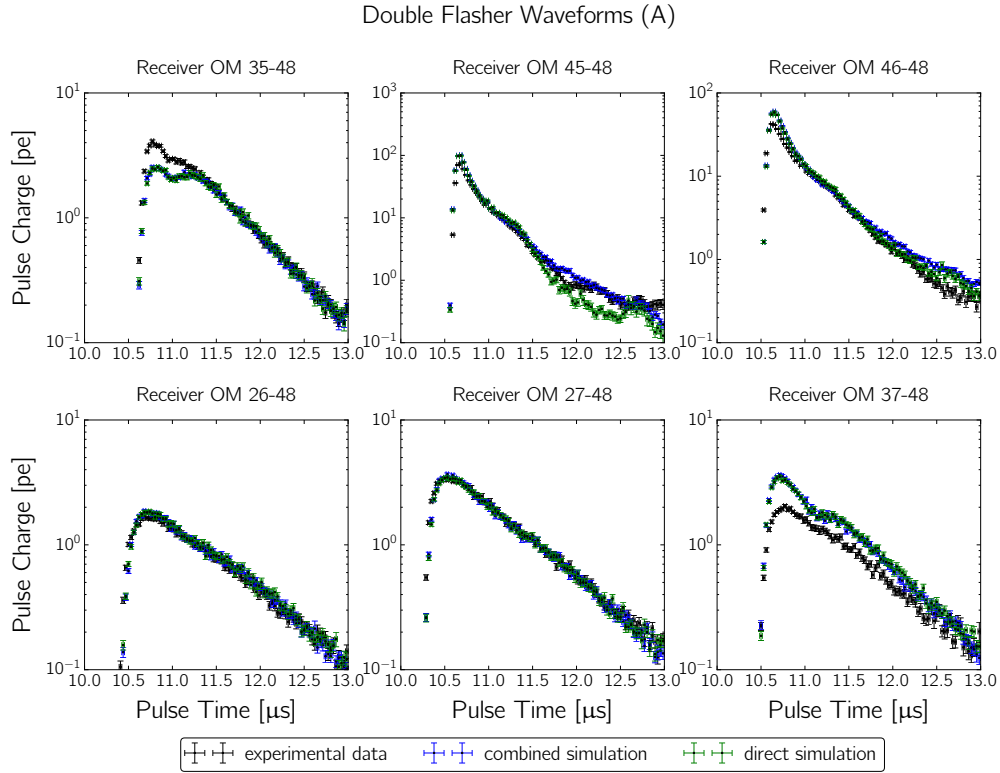 Double Flasher Waveforms (A)
Receiver OM 35-48
Receiver OM 45-48
Receiver OM 46-48
Pulse Charge [pe]
10¹
10⁰
10⁻¹
10.0 10.5 11.0 11.5 12.0 12.5 13.0
10³
10²
10¹
10⁰
10⁻¹
10.0 10.5 11.0 11.5 12.0 12.5 13.0
10²
10¹
10⁰
10⁻¹
10.0 10.5 11.0 11.5 12.0 12.5 13.0
Receiver OM 26-48
Receiver OM 27-48
Receiver OM 37-48
Pulse Charge [pe]
10¹
10⁰
10⁻¹
10.0 10.5 11.0 11.5 12.0 12.5 13.0
10¹
10⁰
10⁻¹
10.0 10.5 11.0 11.5 12.0 12.5 13.0
10¹
10⁰
10⁻¹
10.0 10.5 11.0 11.5 12.0 12.5 13.0
Pulse Time [μs]
Pulse Time [μs]
Pulse Time [μs]
experimental data
combined simulation
direct simulation